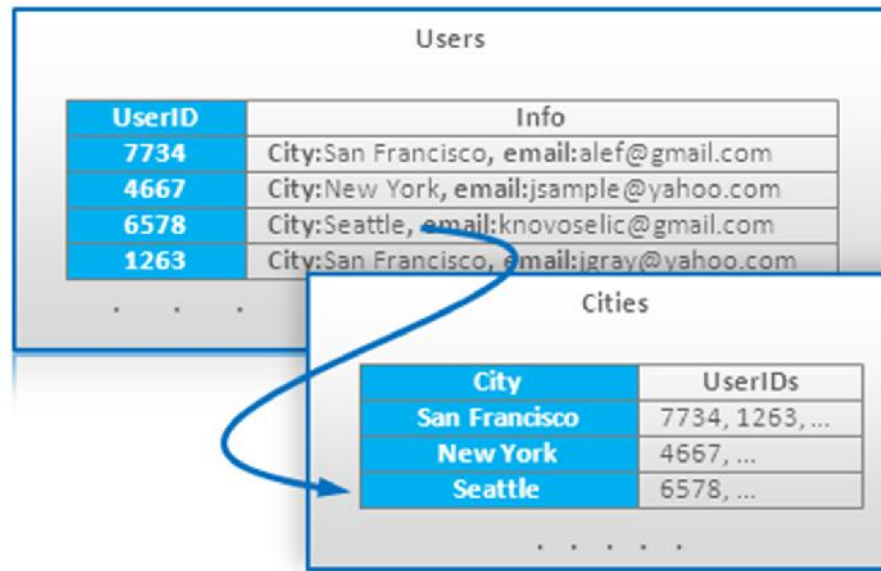 Users
UserID Info
7734 City:San Francisco, email:alef@gmail.com
4667 City:New York, email:jsample@yahoo.com
6578 City:Seattle, email:knovoselic@gmail.com
1263 City:San Francisco, email:jgray@yahoo.com
. . .
Cities
City UserIDs
San Francisco 7734, 1263, ...
New York 4667, ...
Seattle 6578, ...
. . . . .